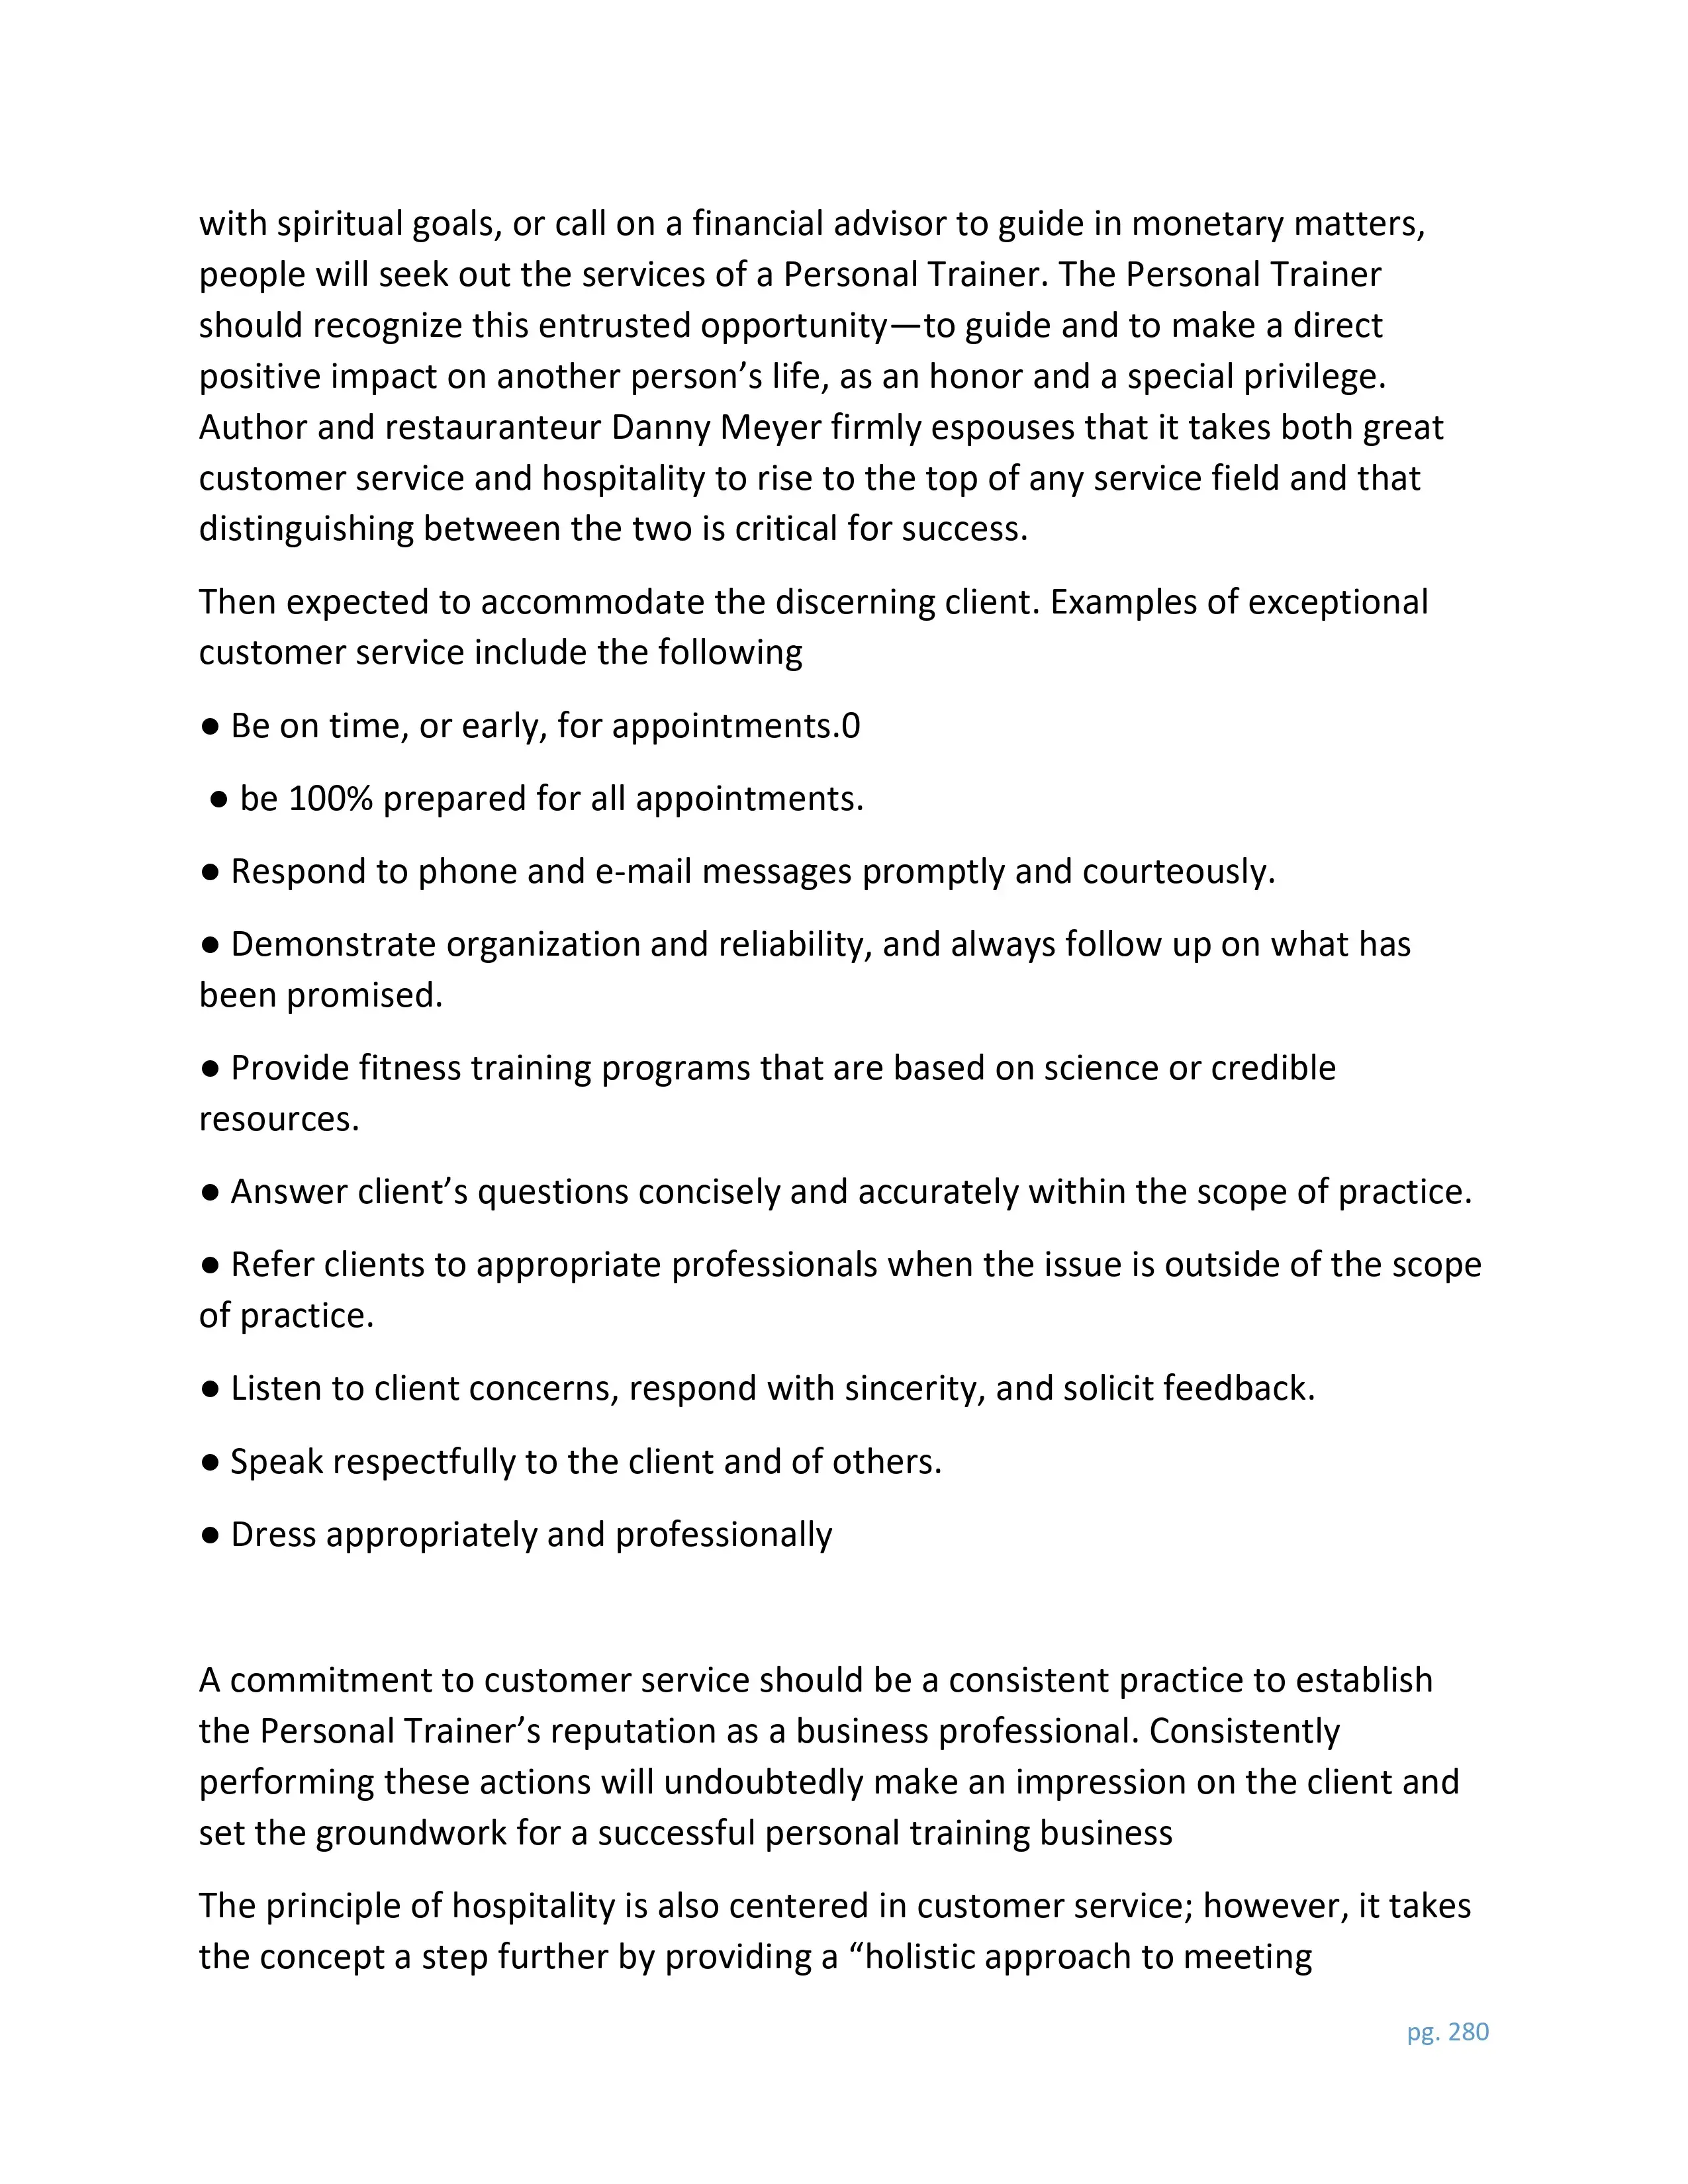 with spiritual goals, or call on a financial advisor to guide in monetary matters,
people will seek out the services of a Personal Trainer. The Personal Trainer
should recognize this entrusted opportunity—to guide and to make a direct
positive impact on another person’s life, as an honor and a special privilege.
Author and restauranteur Danny Meyer firmly espouses that it takes both great
customer service and hospitality to rise to the top of any service field and that
distinguishing between the two is critical for success.
Then expected to accommodate the discerning client. Examples of exceptional
customer service include the following
● Be on time, or early, for appointments.0
● be 100% prepared for all appointments.
● Respond to phone and e-mail messages promptly and courteously.
● Demonstrate organization and reliability, and always follow up on what has
been promised.
● Provide fitness training programs that are based on science or credible
resources.
● Answer client’s questions concisely and accurately within the scope of practice.
● Refer clients to appropriate professionals when the issue is outside of the scope
of practice.
● Listen to client concerns, respond with sincerity, and solicit feedback.
● Speak respectfully to the client and of others.
● Dress appropriately and professionally
A commitment to customer service should be a consistent practice to establish
the Personal Trainer’s reputation as a business professional. Consistently
performing these actions will undoubtedly make an impression on the client and
set the groundwork for a successful personal training business
The principle of hospitality is also centered in customer service; however, it takes
the concept a step further by providing a “holistic approach to meeting
pg. 280